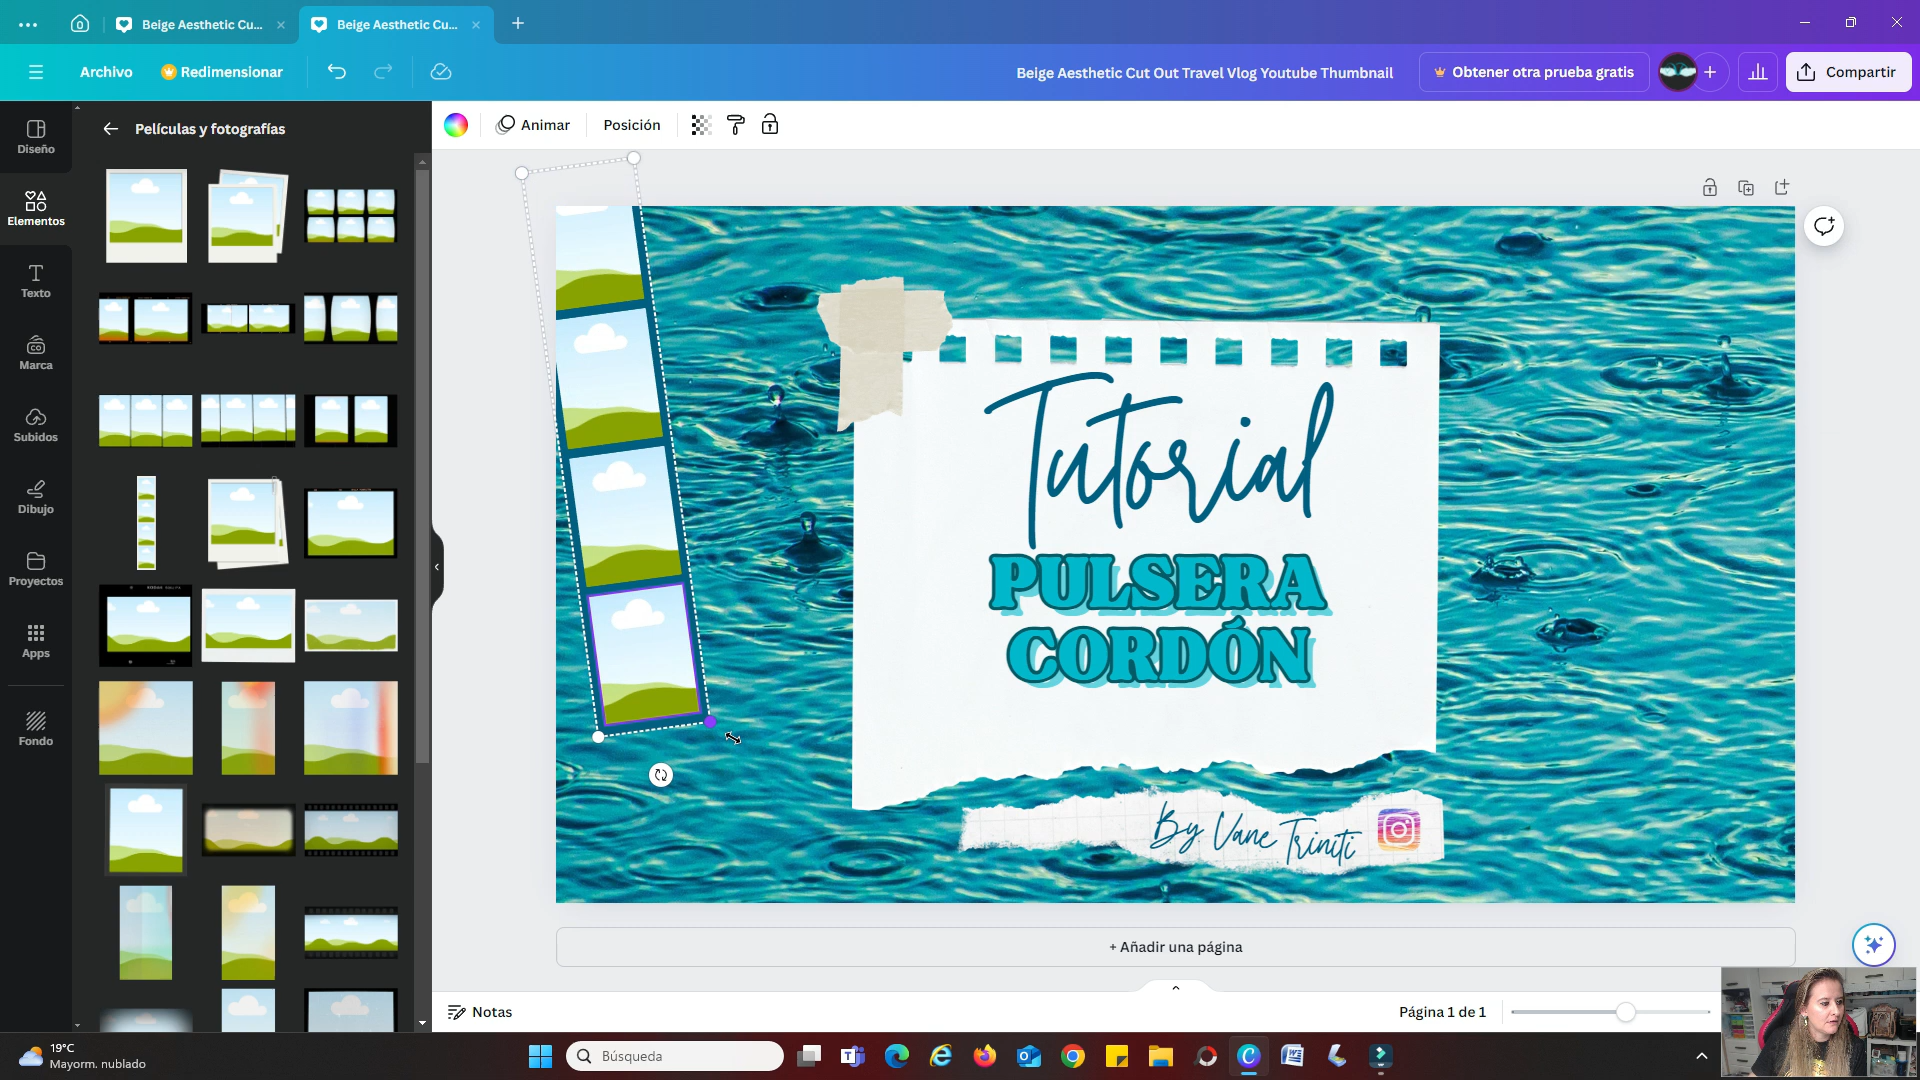 Beige Aesthetic Cu...
Beige Aesthetic Cu...
Archivo
Redimensionar
Beige Aesthetic Cut Out Travel Vlog Youtube Thumbnail
Obtener otra prueba gratis
Compartir
Películas y fotografías
Animar
Posición
Diseño
Elementos
Texto
Marca
Subidos
Dibujo
Proyectos
Apps
Fondo
Tutorial
PULSERA
CORDÓN
By Vane Triniti
+ Añadir una página
Notas
Página 1 de 1
19°C
Mayorm. nublado
Búsqueda